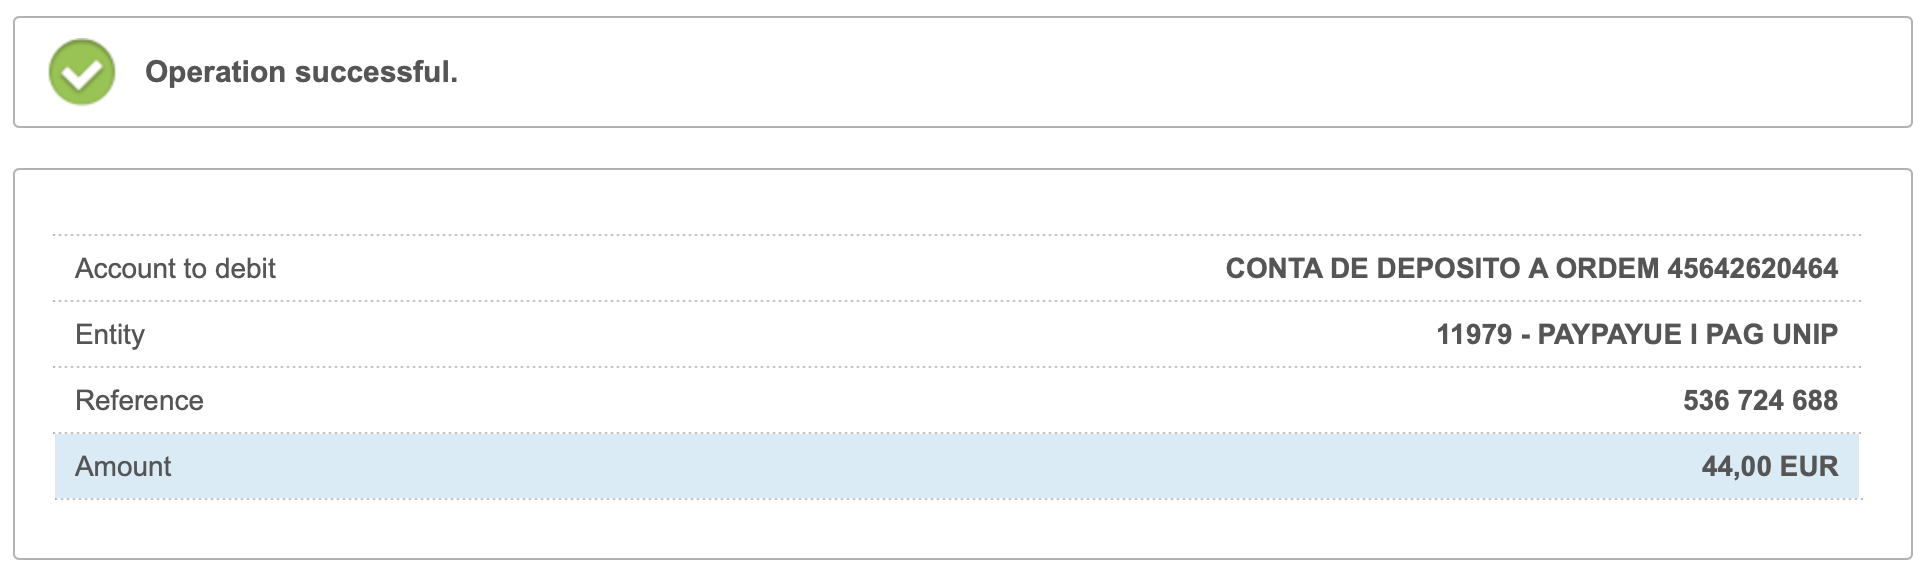 Operation successful.
Account to debit CONTA DE DEPOSITO A ORDEM 45642620464
Entity 11979 - PAYPAYUE I PAG UNIP
Reference 536 724 688
Amount 44,00 EUR